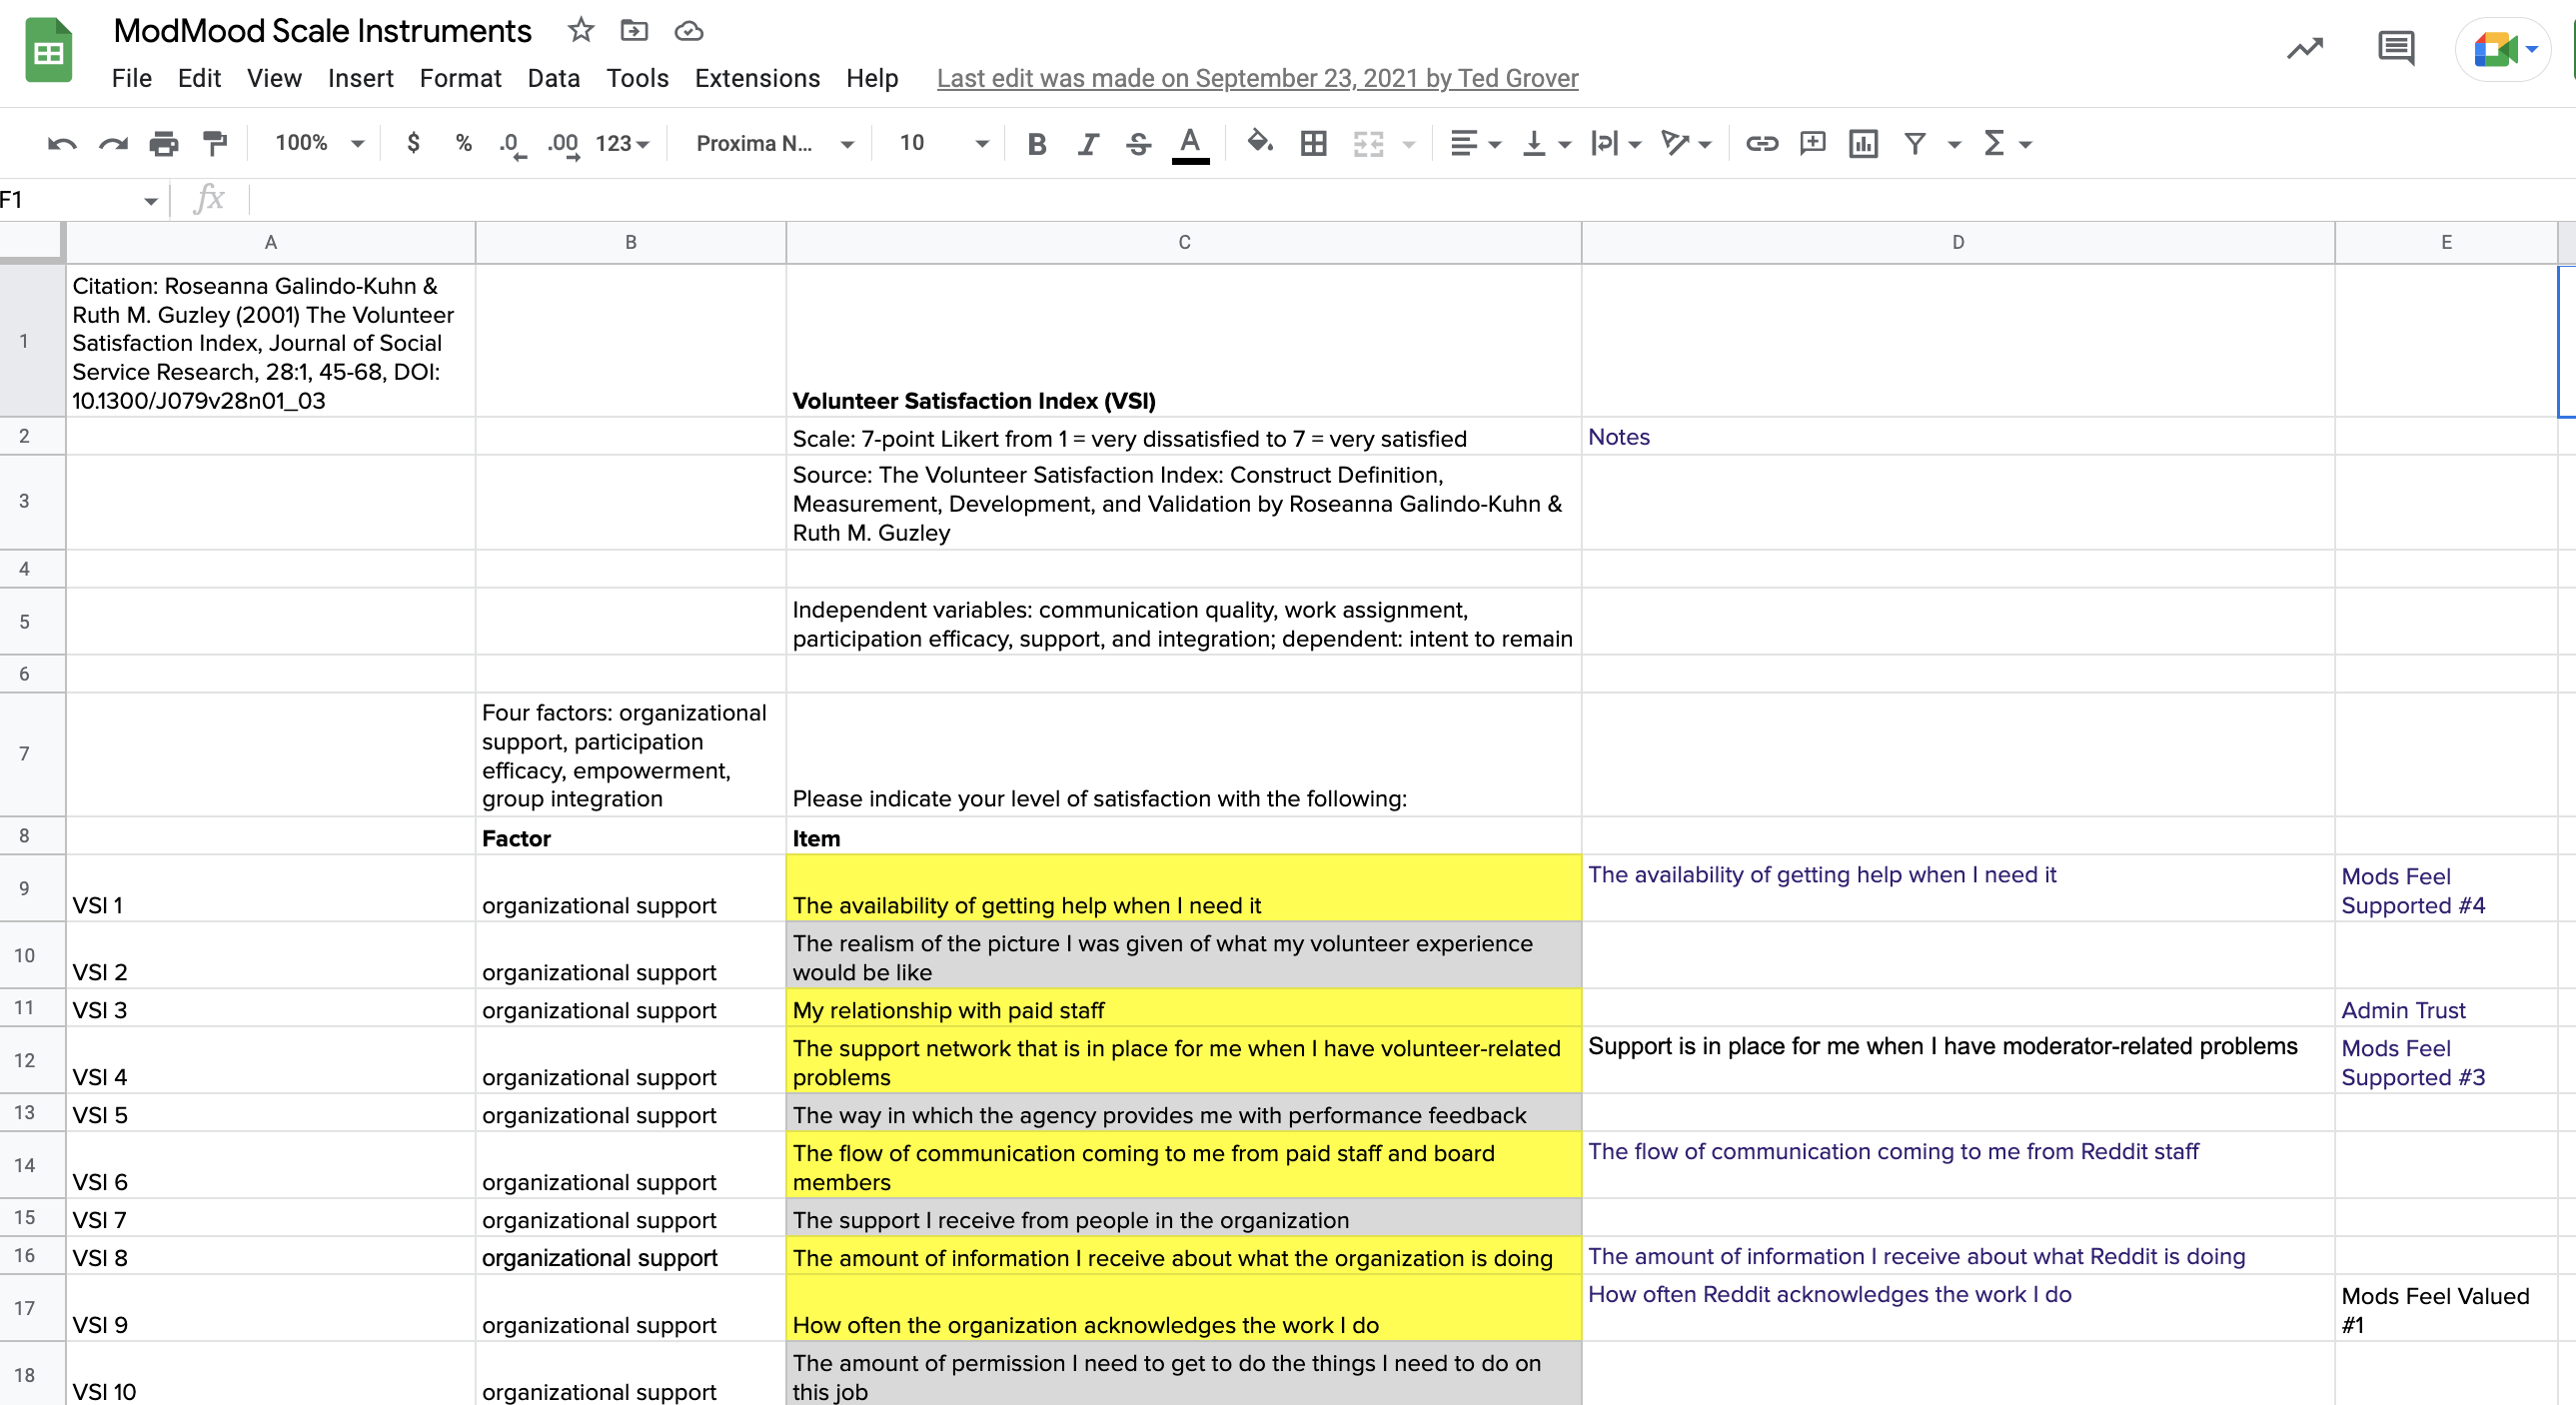 ModMood Scale Instruments
File Edit View Insert Format Data Tools Extensions Help Last edit was made on September 23, 2021 by Ted Grover
100% $ % .0 .00 123 Proxima N... 10 B I S A
F1 fx
A B C D E
1
Citation: Roseanna Galindo-Kuhn &
Ruth M. Guzley (2001) The Volunteer
Satisfaction Index, Journal of Social
Service Research, 28:1, 45-68, DOI:
10.1300/J079v28n01_03
Volunteer Satisfaction Index (VSI)
2
Scale: 7-point Likert from 1 = very dissatisfied to 7 = very satisfied
Notes
3
Source: The Volunteer Satisfaction Index: Construct Definition,
Measurement, Development, and Validation by Roseanna Galindo-Kuhn &
Ruth M. Guzley
4
5
Independent variables: communication quality, work assignment,
participation efficacy, support, and integration; dependent: intent to remain
6
7
Four factors: organizational
support, participation
efficacy, empowerment,
group integration
Please indicate your level of satisfaction with the following:
8
Factor
Item
9
VSI 1
organizational support
The availability of getting help when I need it
The availability of getting help when I need it
Mods Feel
Supported #4
10
VSI 2
organizational support
The realism of the picture I was given of what my volunteer experience
would be like
11
VSI 3
organizational support
My relationship with paid staff
Admin Trust
12
VSI 4
organizational support
The support network that is in place for me when I have volunteer-related
problems
Support is in place for me when I have moderator-related problems
Mods Feel
Supported #3
13
VSI 5
organizational support
The way in which the agency provides me with performance feedback
14
VSI 6
organizational support
The flow of communication coming to me from paid staff and board
members
The flow of communication coming to me from Reddit staff
15
VSI 7
organizational support
The support I receive from people in the organization
16
VSI 8
organizational support
The amount of information I receive about what the organization is doing
The amount of information I receive about what Reddit is doing
17
VSI 9
organizational support
How often the organization acknowledges the work I do
How often Reddit acknowledges the work I do
Mods Feel Valued
#1
18
VSI 10
organizational support
The amount of permission I need to get to do the things I need to do on
this job